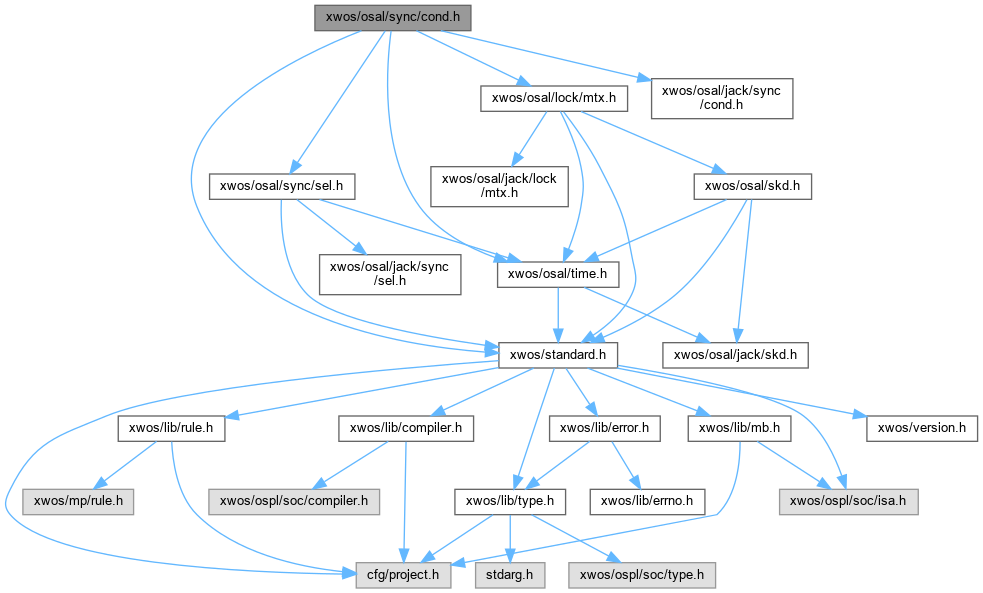 xwos/osal/sync/cond.h
xwos/osal/lock/mtx.h
xwos/osal/jack/sync
/cond.h
xwos/osal/sync/sel.h
xwos/osal/jack/lock
/mtx.h
xwos/osal/skd.h
xwos/osal/jack/sync
/sel.h
xwos/osal/time.h
xwos/standard.h
xwos/osal/jack/skd.h
xwos/lib/rule.h
xwos/lib/compiler.h
xwos/lib/error.h
xwos/lib/mb.h
xwos/version.h
xwos/mp/rule.h
xwos/ospl/soc/compiler.h
xwos/lib/type.h
xwos/lib/errno.h
xwos/ospl/soc/isa.h
cfg/project.h
stdarg.h
xwos/ospl/soc/type.h